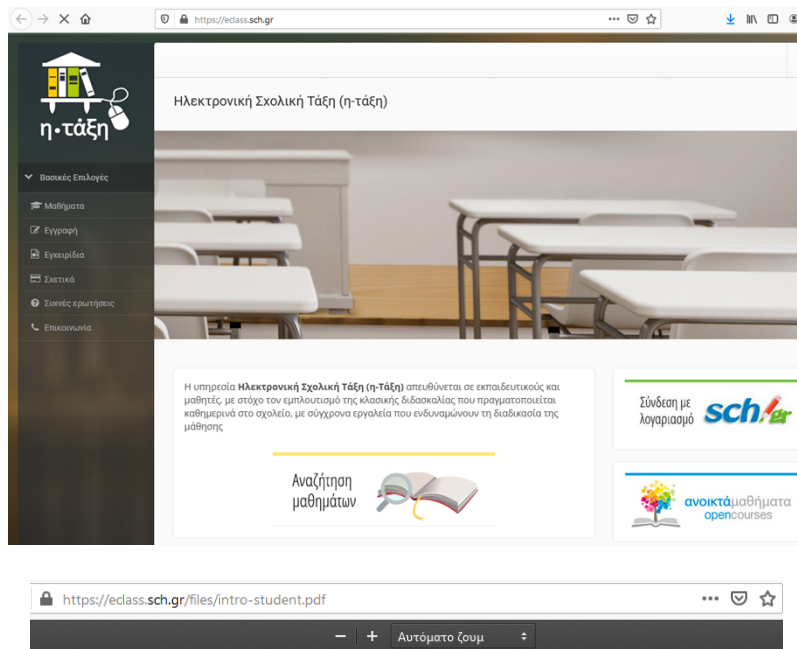 https://eclass.sch.gr
η·τάξη
Ηλεκτρονική Σχολική Τάξη (η-τάξη)
Βασικές Επιλογές
Μαθήματα
Εγγραφή
Εγχειρίδια
Σχετικά
Συχνές ερωτήσεις
Επικοινωνία
Η υπηρεσία Ηλεκτρονική Σχολική Τάξη (η-Τάξη) απευθύνεται σε εκπαιδευτικούς και
μαθητές, με στόχο τον εμπλουτισμό της κλασικής διδασκαλίας που πραγματοποιείται
καθημερινά στο σχολείο, με σύγχρονα εργαλεία που ενδυναμώνουν τη διαδικασία της
μάθησης
Αναζήτηση
μαθημάτων
Σύνδεση με
λογαριασμό
sch.gr
ανοικτάμαθήματα
opencourses
https://eclass.sch.gr/files/intro-student.pdf
Αυτόματο ζουμ